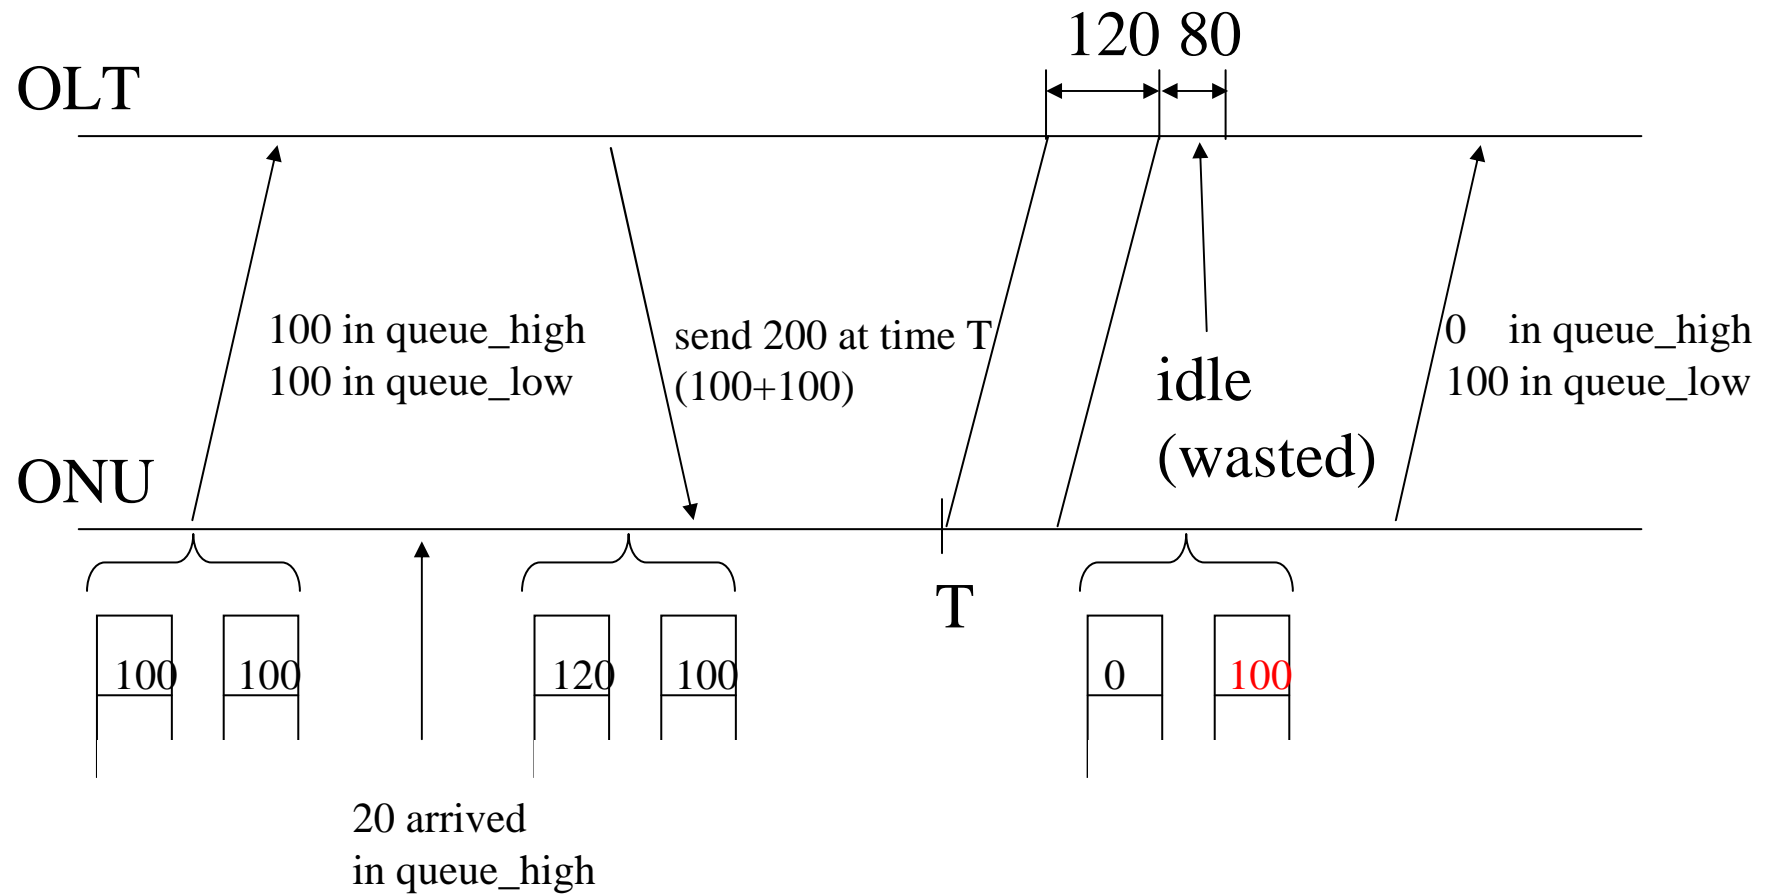 120 80
OLT
100 in queue_high
100 in queue_low
send 200 at time T
(100+100)
idle
(wasted)
0 in queue_high
100 in queue_low
ONU
T
100 100
120 100
0 100
20 arrived
in queue_high